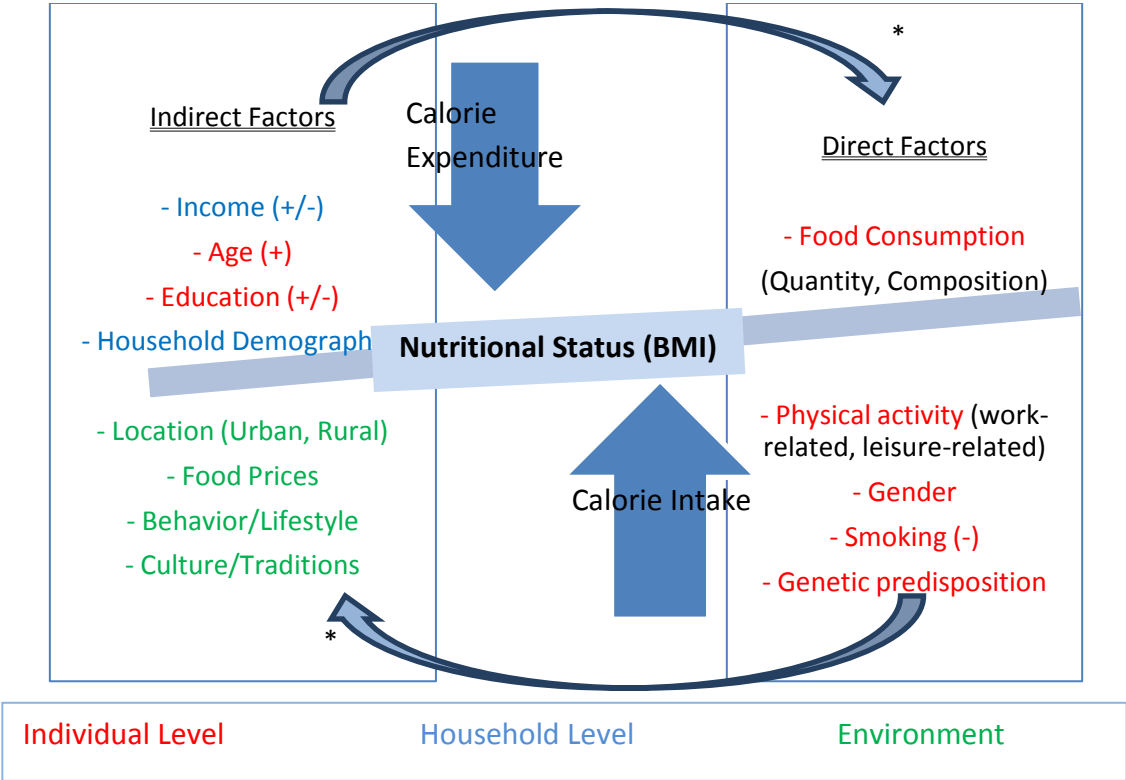 *
Indirect Factors
- Income (+/-)
- Age (+)
- Education (+/-)
- Household Demograph
- Location (Urban, Rural)
- Food Prices
- Behavior/Lifestyle
- Culture/Traditions
*
Calorie
Expenditure
Nutritional Status (BMI)
Calorie Intake
Direct Factors
- Food Consumption
(Quantity, Composition)
- Physical activity (work-
related, leisure-related)
- Gender
- Smoking (-)
- Genetic predisposition
Individual Level
Household Level
Environment